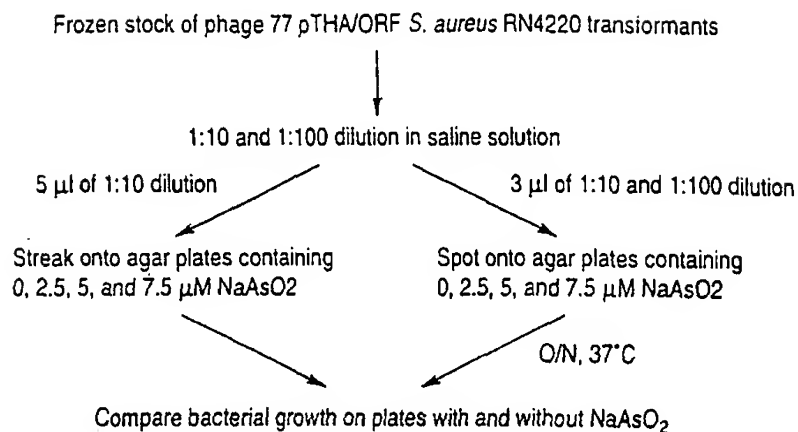 Frozen stock of phage 77 pTHA/ORF S. aureus RN4220 transiormants
1:10 and 1:100 dilution in saline solution
5 µl of 1:10 dilution
3 µl of 1:10 and 1:100 dilution
Streak onto agar plates containing
0, 2.5, 5, and 7.5 µM NaAsO2
Spot onto agar plates containing
0, 2.5, 5, and 7.5 µM NaAsO2
O/N, 37°C
Compare bacterial growth on plates with and without NaAsO₂